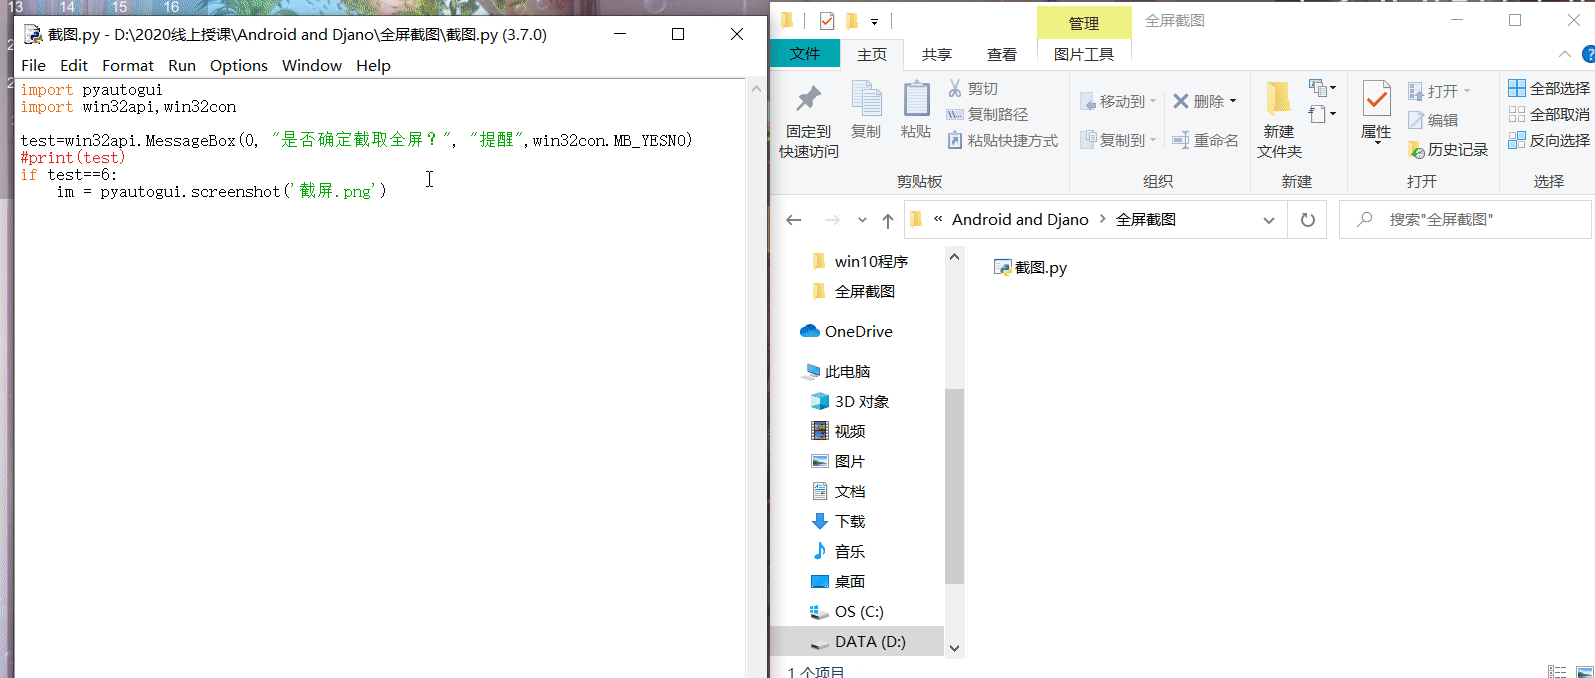 13 14 15 16
截图.py - D:\2020线上授课\Android and Djano\全屏截图\截图.py (3.7.0)
File Edit Format Run Options Window Help
import pyautogui
import win32api,win32con
test=win32api.MessageBox(0, "是否确定截取全屏？", "提醒",win32con.MB_YESNO)
#print(test)
if test==6:
im = pyautogui.screenshot('截屏.png')
管理 全屏截图
文件 主页 共享 查看 图片工具
固定到
快速访问
复制
粘贴
剪切
复制路径
粘贴快捷方式
剪贴板
移动到
复制到
删除
重命名
组织
新建
文件夹
新建
属性
打开
编辑
历史记录
打开
全部选择
全部取消
反向选择
选择
« Android and Djano > 全屏截图
搜索"全屏截图"
win10程序
全屏截图
OneDrive
此电脑
3D 对象
视频
图片
文档
下载
音乐
桌面
OS (C:)
DATA (D:)
截图.py
1 个项目